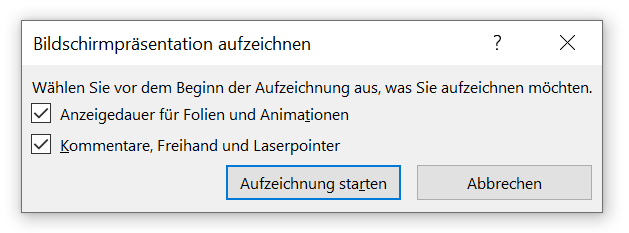 Bildschirmpräsentation aufzeichnen ?
Wählen Sie vor dem Beginn der Aufzeichnung aus, was Sie aufzeichnen möchten.
Anzeigedauer für Folien und Animationen
Kommentare, Freihand und Laserpointer
Aufzeichnung starten Abbrechen